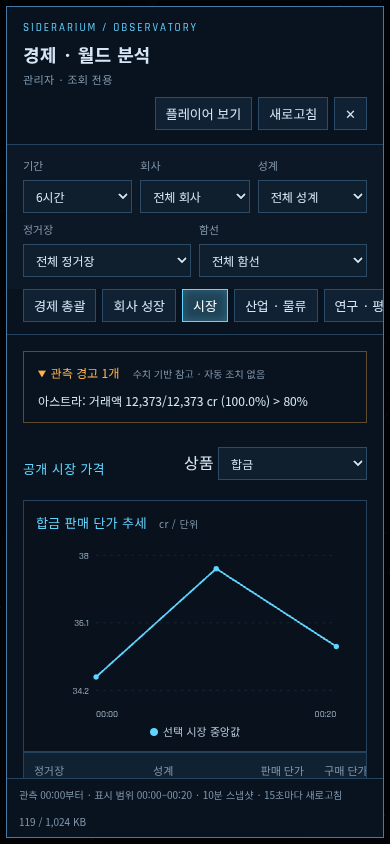 SIDERARIUM / OBSERVATORY
경제 · 월드 분석
관리자 · 조회 전용
플레이어 보기 새로고침 ✕
기간 회사 성계
6시간 전체 회사 전체 성계
정거장 함선
전체 정거장 전체 함선
경제 총괄 회사 성장 시장 산업 · 물류 연구 · 평
▼ 관측 경고 1개 수치 기반 참고 · 자동 조치 없음
아스트라: 거래액 12,373/12,373 cr (100.0%) > 80%
공개 시장 가격 상품 합금
합금 판매 단가 추세 cr / 단위
38
36.1
34.2
00:00 00:20
선택 시장 중앙값
정거장 성계 판매 단가 구매 단가
관측 00:00부터 · 표시 범위 00:00–00:20 · 10분 스냅샷 · 15초마다 새로고침
119 / 1,024 KB